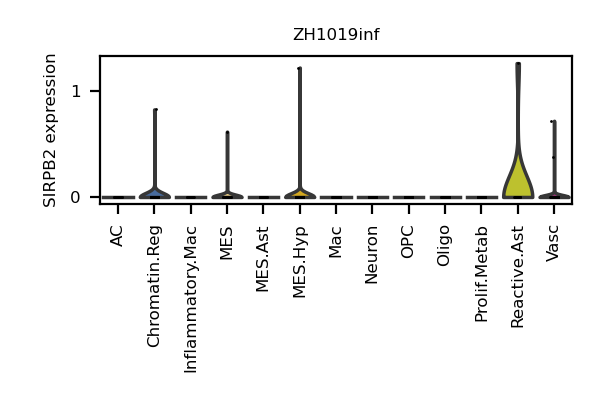 ZH1019inf
SIRPB2 expression
1
0
AC
Chromatin.Reg
Inflammatory.Mac
MES
MES.Ast
MES.Hyp
Mac
Neuron
OPC
Oligo
Prolif.Metab
Reactive.Ast
Vasc